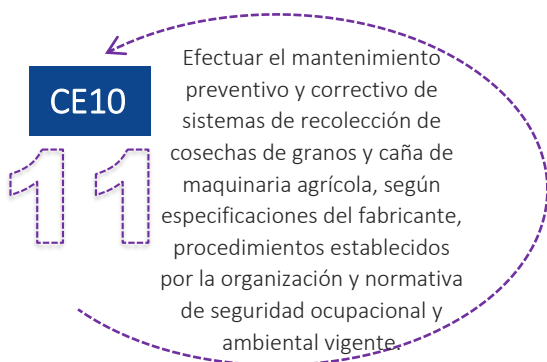 CE10
11
Efectuar el mantenimiento
preventivo y correctivo de
sistemas de recolección de
cosechas de granos y caña de
maquinaria agrícola, según
especificaciones del fabricante,
procedimientos establecidos
por la organización y normativa
de seguridad ocupacional y
ambiental vigente.